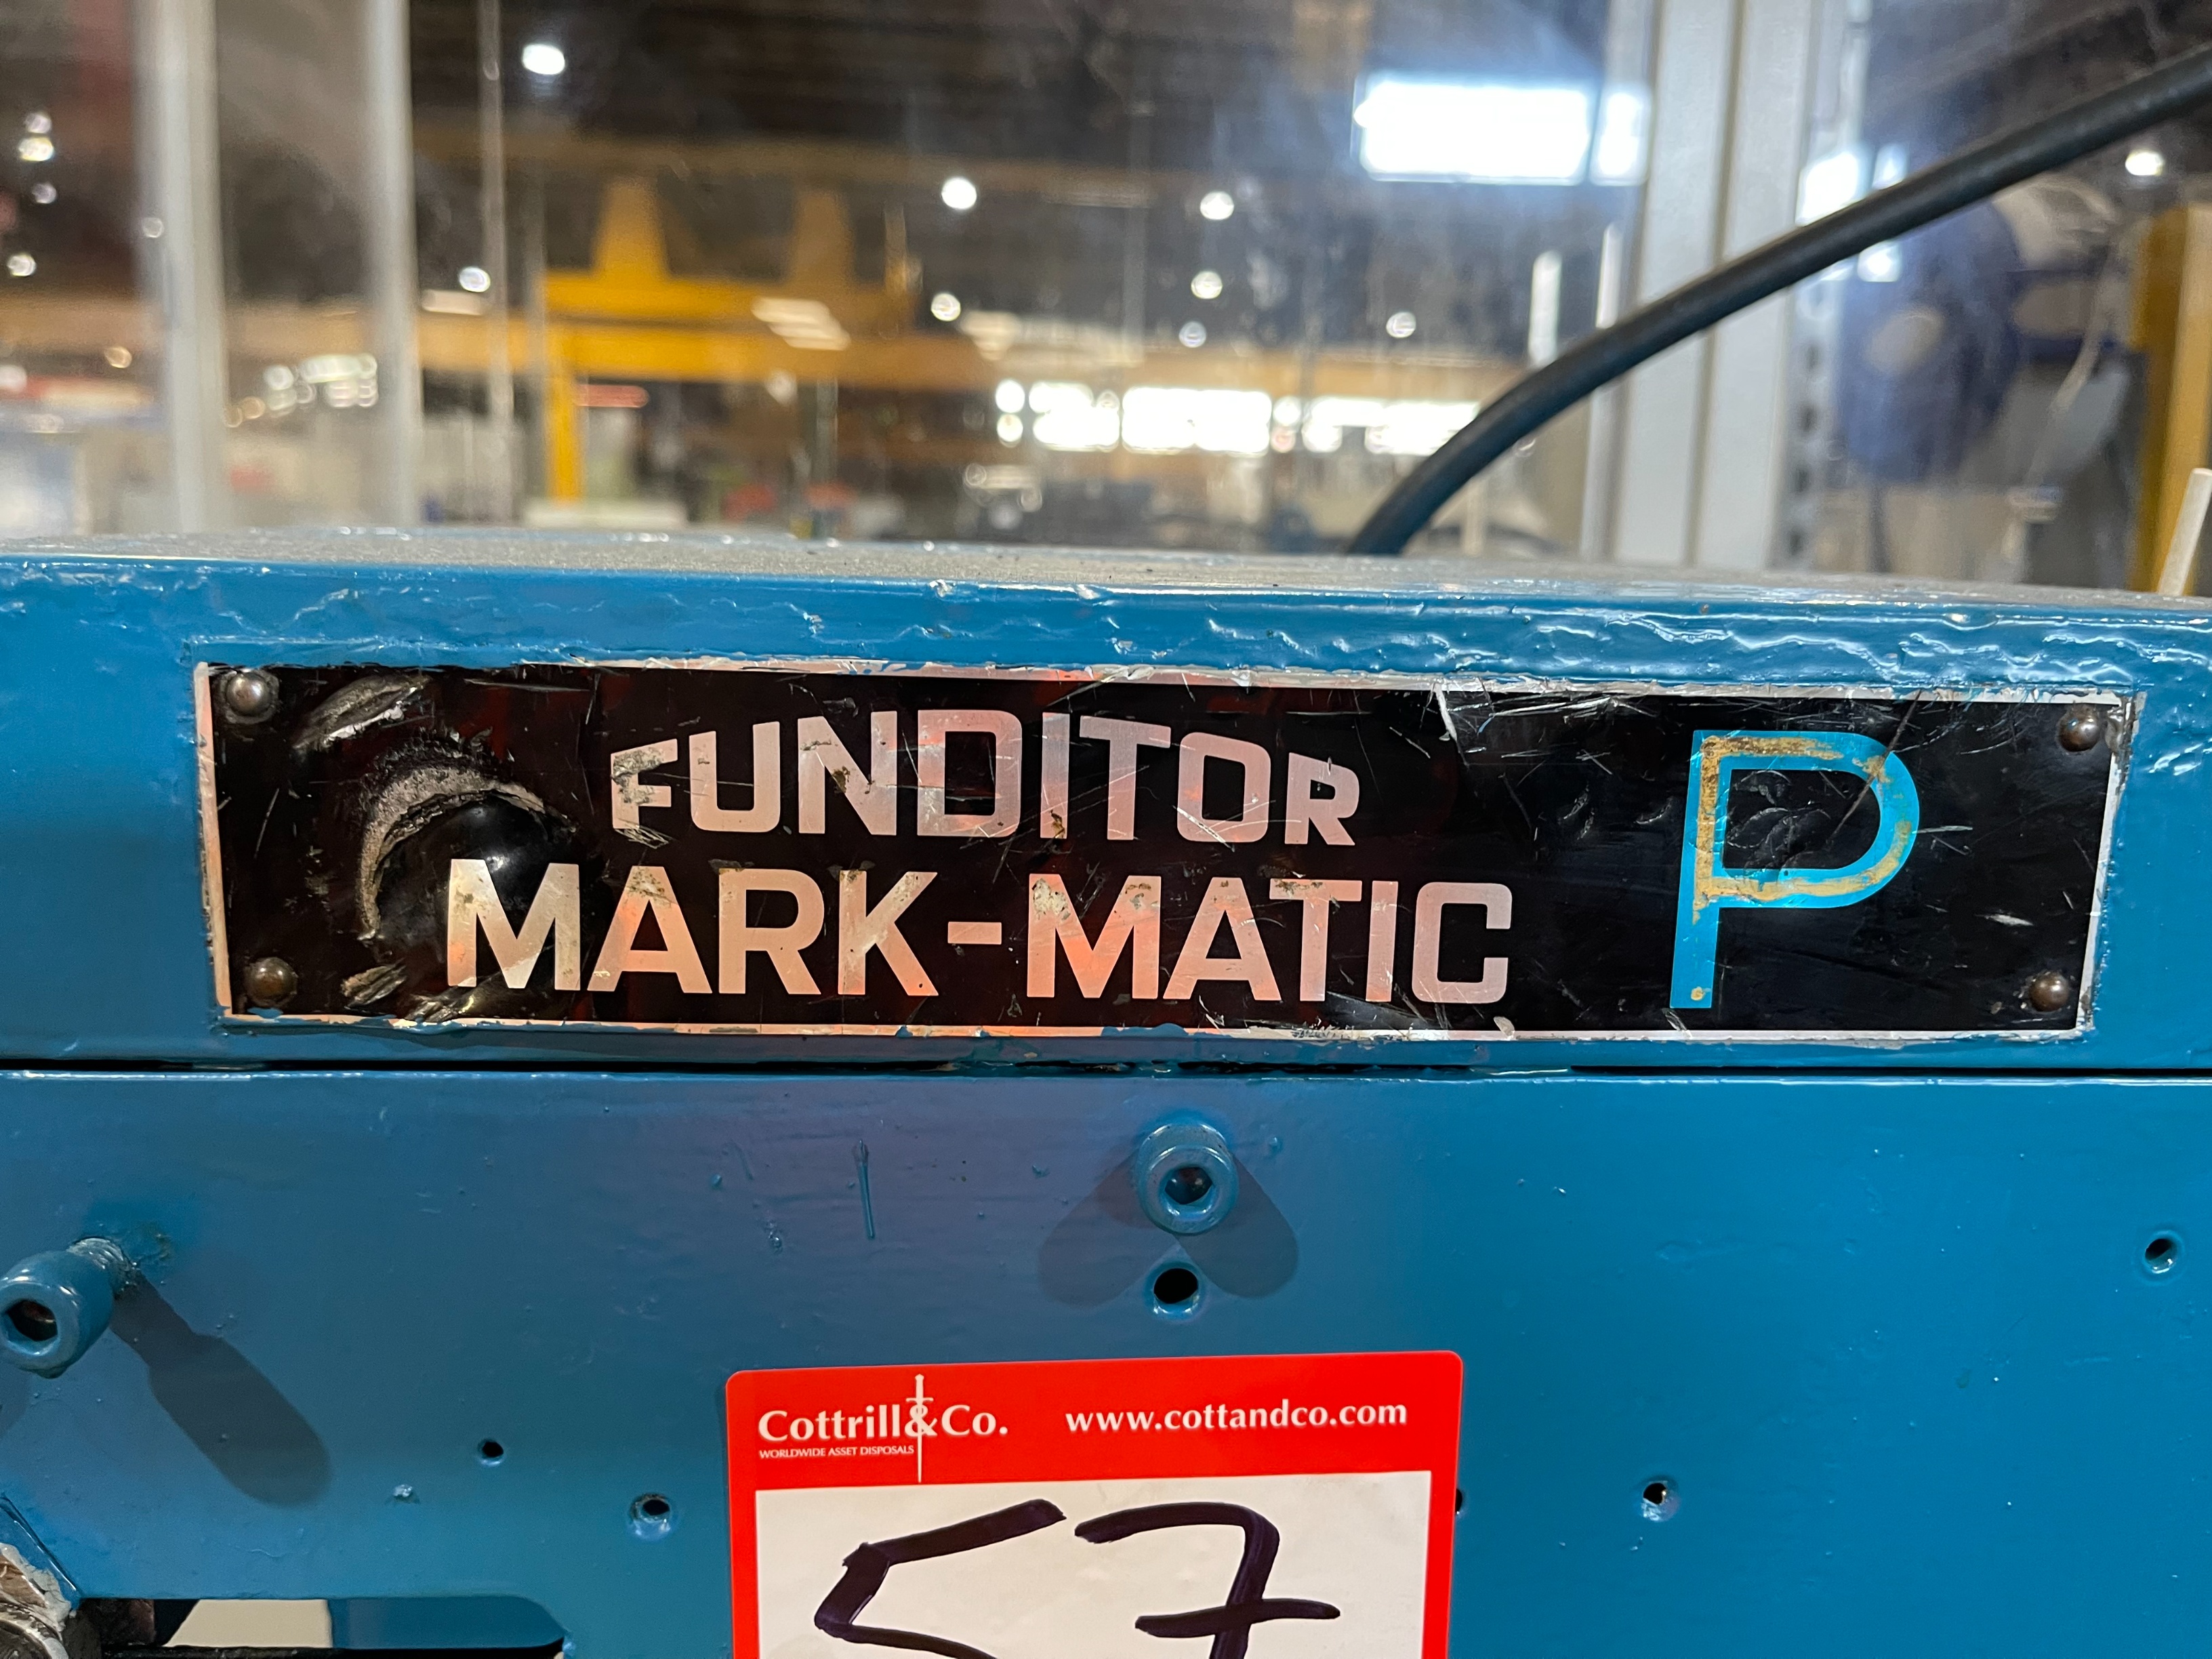 FUNDITOR
MARK-MATIC
P
Cottrill&Co.
WORLDWIDE ASSET DISPOSALS
www.cottandco.com
57